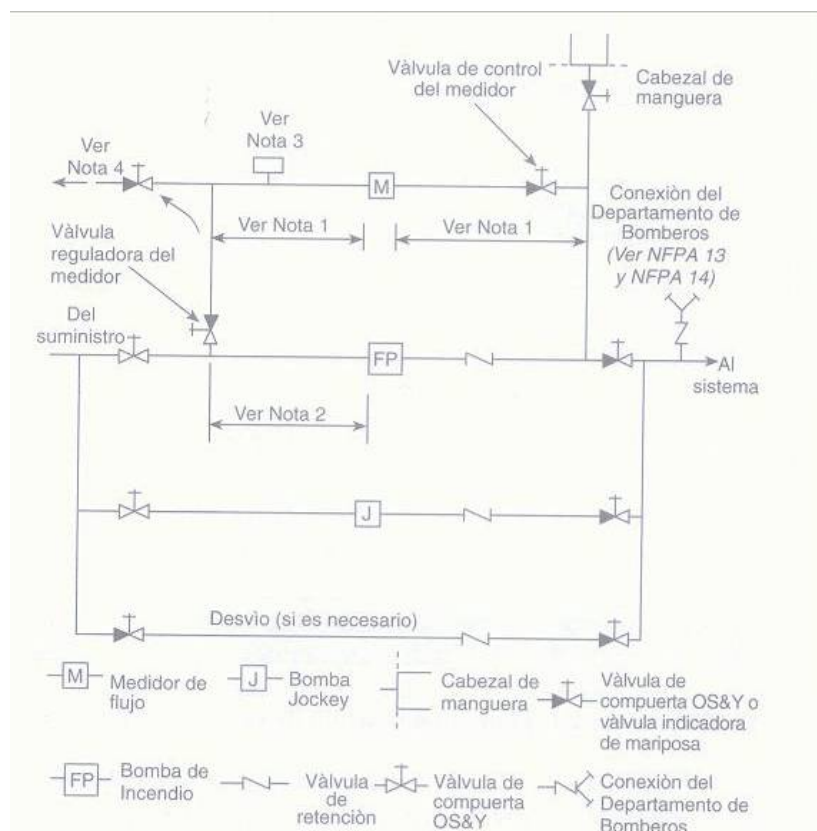 Vàlvula de control
del medidor
Cabezal de
manguera
Ver
Nota 3
Ver
Nota 4
M
Conexiòn del
Departamento de
Bomberos
(Ver NFPA 13
y NFPA 14)
Ver Nota 1
Ver Nota 1
Vàlvula
reguladora del
medidor
Del
suministro
FP
Al
sistema
Ver Nota 2
J
Desvìo (si es necesario)
M
Medidor de
flujo
J
Bomba
Jockey
Cabezal de
manguera
Vàlvula de
compuerta OS&Y o
vàlvula indicadora
de mariposa
FP
Bomba de
Incendio
Vàlvula
de
retenciòn
Vàlvula de
compuerta
OS&Y
Conexiòn del
Departamento de
Bomberos